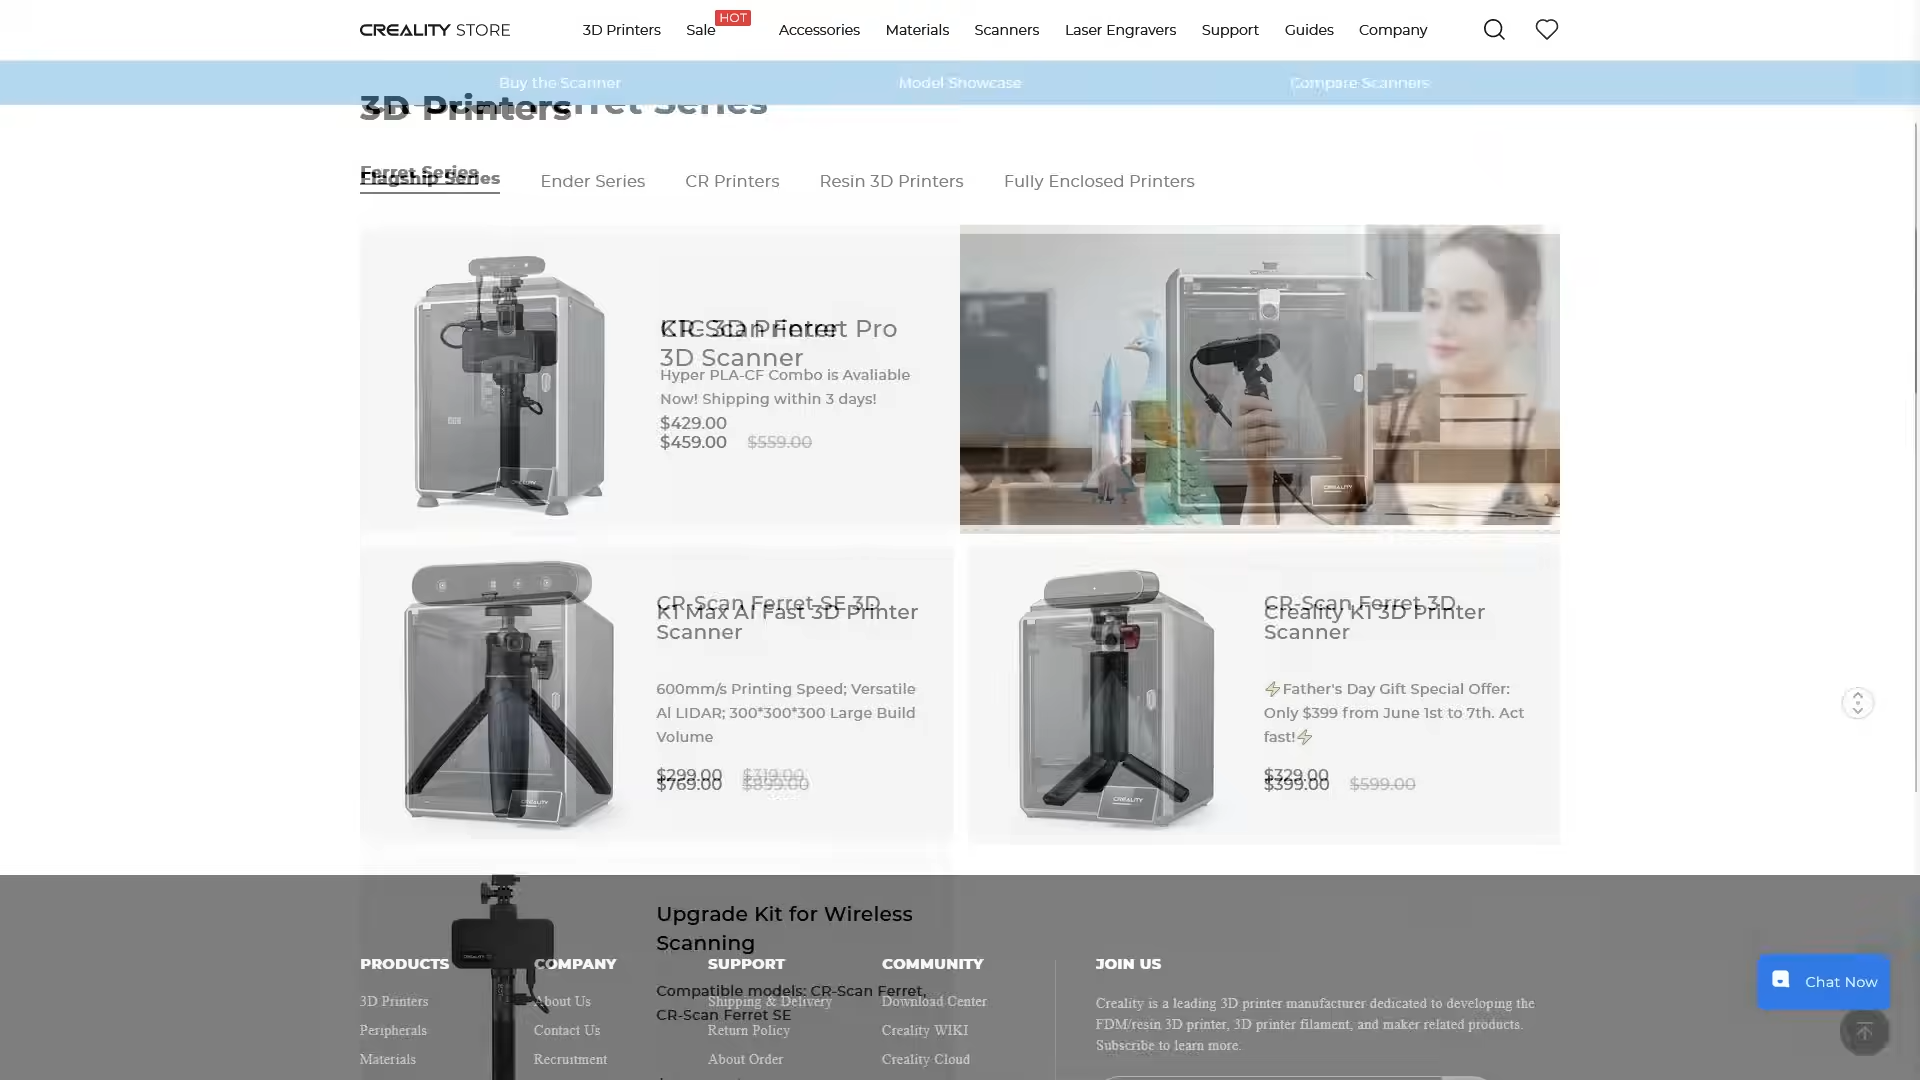 CREALITY STORE
3D Printers
Sale
HOT
Accessories
Materials
Scanners
Laser Engravers
Support
Guides
Company
Buy the Scanner
Model Showcase
Compare Scanners
3D Printers
Ferret Series
Ferret Series
Flagship Series
Ender Series
CR Printers
Resin 3D Printers
Fully Enclosed Printers
CR-Scan Ferret Pro
3D Scanner
Hyper PLA-CF Combo is Avaliable
Now! Shipping within 3 days!
$429.00
$459.00 $559.00
CR-Scan Ferret SE 3D
K1 Max AI Fast 3D Printer
Scanner
600mm/s Printing Speed; Versatile
AI LIDAR; 300*300*300 Large Build
Volume
$299.00 $319.00
$769.00 $899.00
CR-Scan Ferret 3D
Creality K1 3D Printer
Scanner
⚡Father's Day Gift Special Offer:
Only $399 from June 1st to 7th. Act
fast!⚡
$329.00
$399.00 $599.00
Upgrade Kit for Wireless
Scanning
Compatible models: CR-Scan Ferret,
CR-Scan Ferret SE
PRODUCTS
3D Printers
Peripherals
Materials
COMPANY
About Us
Contact Us
Recruitment
SUPPORT
Shipping & Delivery
Return Policy
About Order
COMMUNITY
Download Center
Creality WIKI
Creality Cloud
JOIN US
Creality is a leading 3D printer manufacturer dedicated to developing the
FDM/resin 3D printer, 3D printer filament, and maker related products.
Subscribe to learn more.
Chat Now